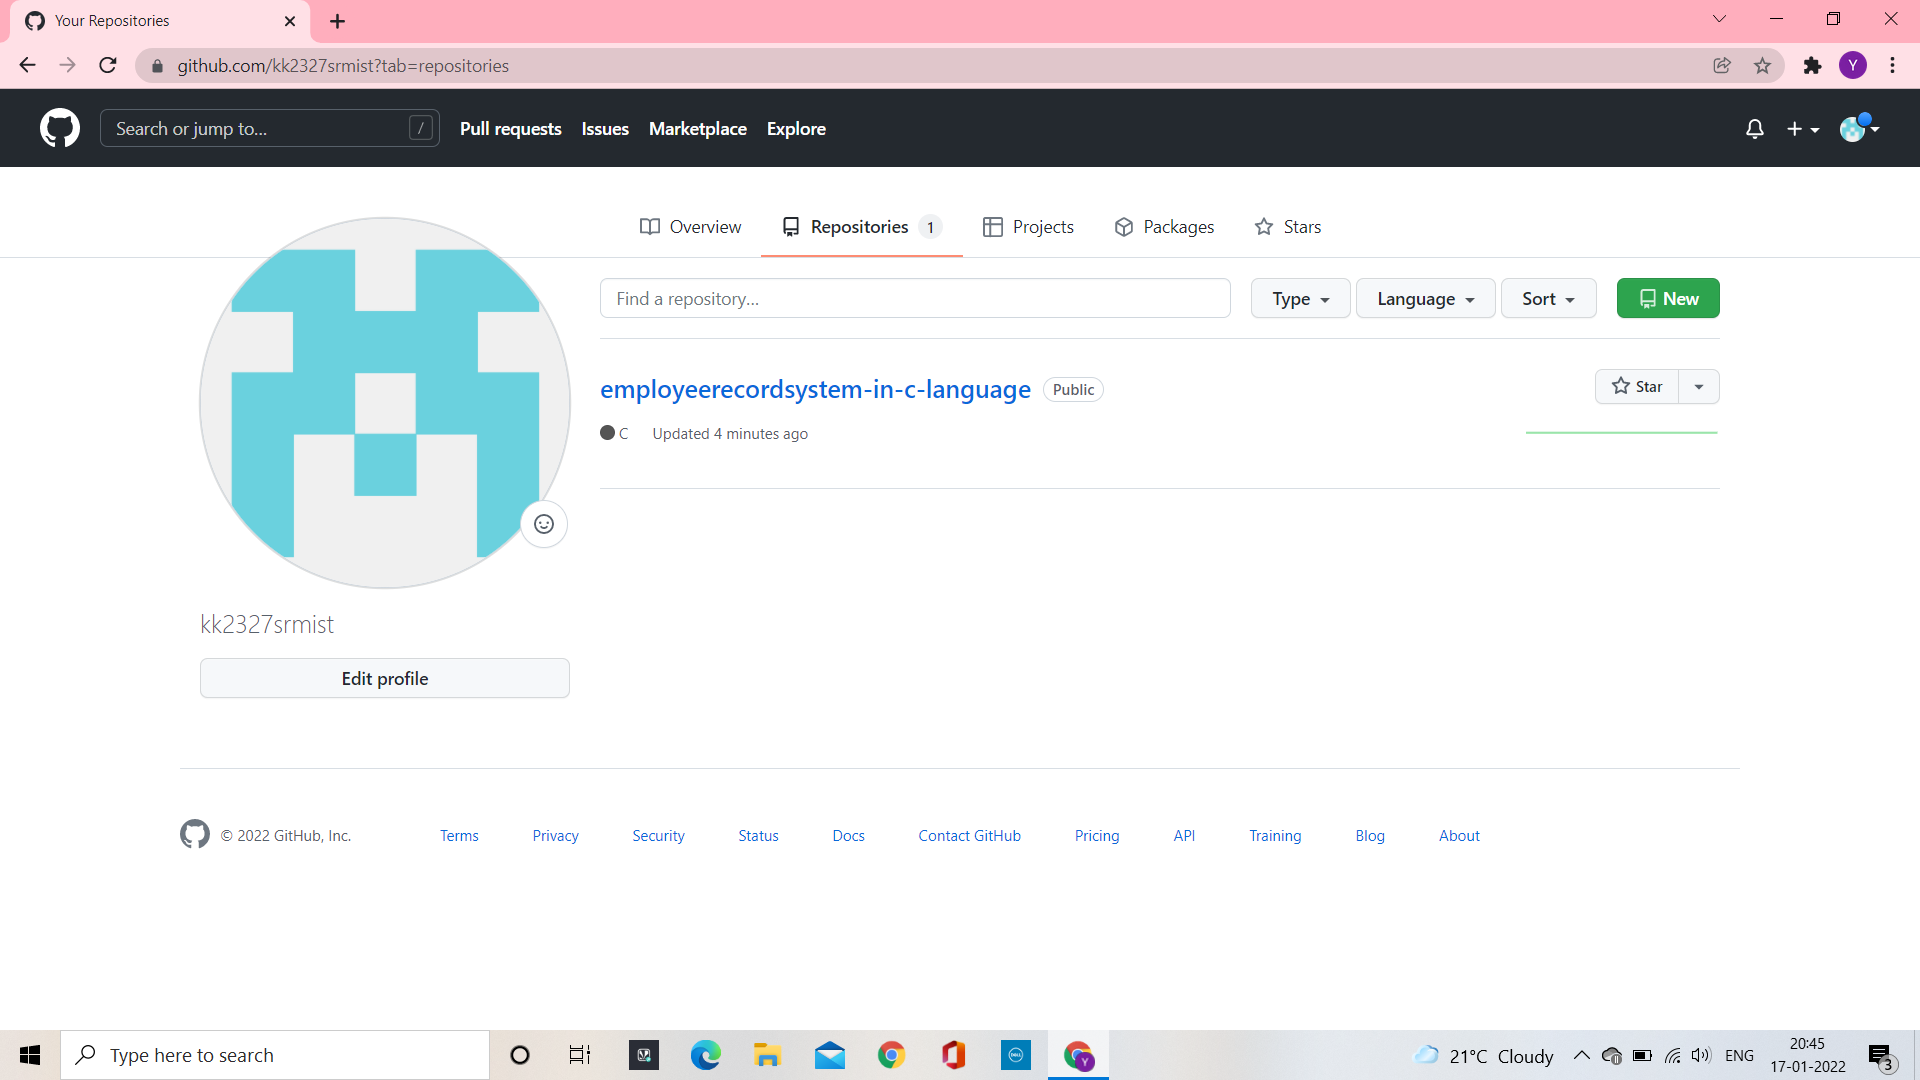 Your Repositories
github.com/kk2327srmist?tab=repositories
Y
Search or jump to... /
Pull requests Issues Marketplace Explore
Overview Repositories 1 Projects Packages Stars
Find a repository...
Type Language Sort New
employeerecordsystem-in-c-language Public
Star
C Updated 4 minutes ago
kk2327srmist
Edit profile
© 2022 GitHub, Inc. Terms Privacy Security Status Docs Contact GitHub Pricing API Training Blog About
Type here to search
DELL
Y
21°C Cloudy
ENG
20:45
17-01-2022
3